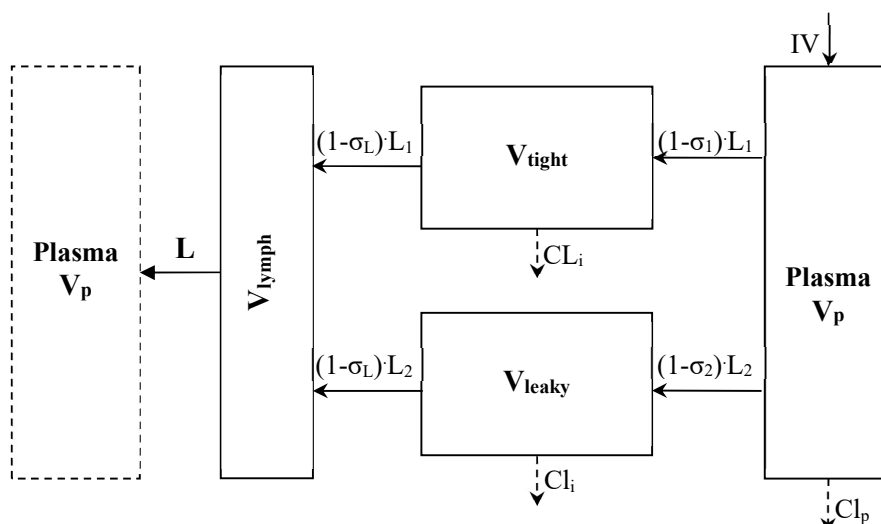 IV
(1-σL)·L1
(1-σ1)·L1
Vtight
CLi
Plasma
Vp
L
Vlymph
Plasma
Vp
(1-σL)·L2
(1-σ2)·L2
Vleaky
Cli
Clp